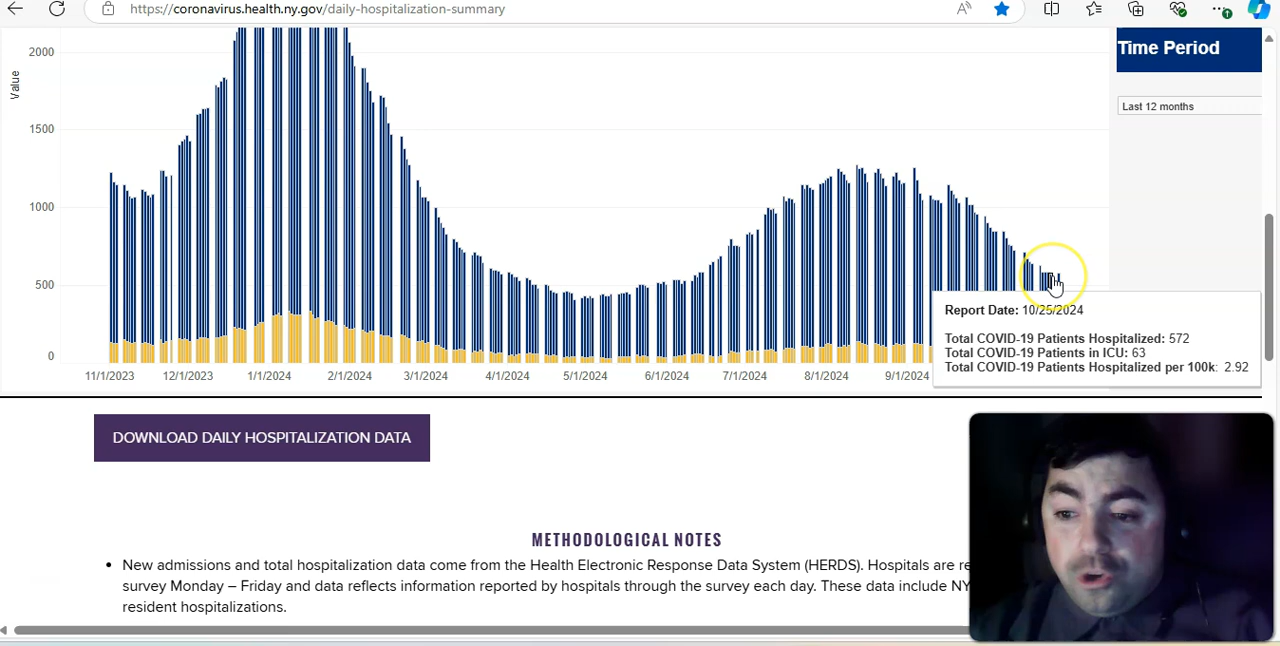 https://coronavirus.health.ny.gov/daily-hospitalization-summary
Time Period
Last 12 months
Value
2000
1500
1000
500
0
11/1/2023 12/1/2023 1/1/2024 2/1/2024 3/1/2024 4/1/2024 5/1/2024 6/1/2024 7/1/2024 8/1/2024 9/1/2024
Report Date: 10/25/2024
Total COVID-19 Patients Hospitalized: 572
Total COVID-19 Patients in ICU: 63
Total COVID-19 Patients Hospitalized per 100k: 2.92
DOWNLOAD DAILY HOSPITALIZATION DATA
METHODOLOGICAL NOTES
• New admissions and total hospitalization data come from the Health Electronic Response Data System (HERDS). Hospitals are re
survey Monday – Friday and data reflects information reported by hospitals through the survey each day. These data include NY
resident hospitalizations.